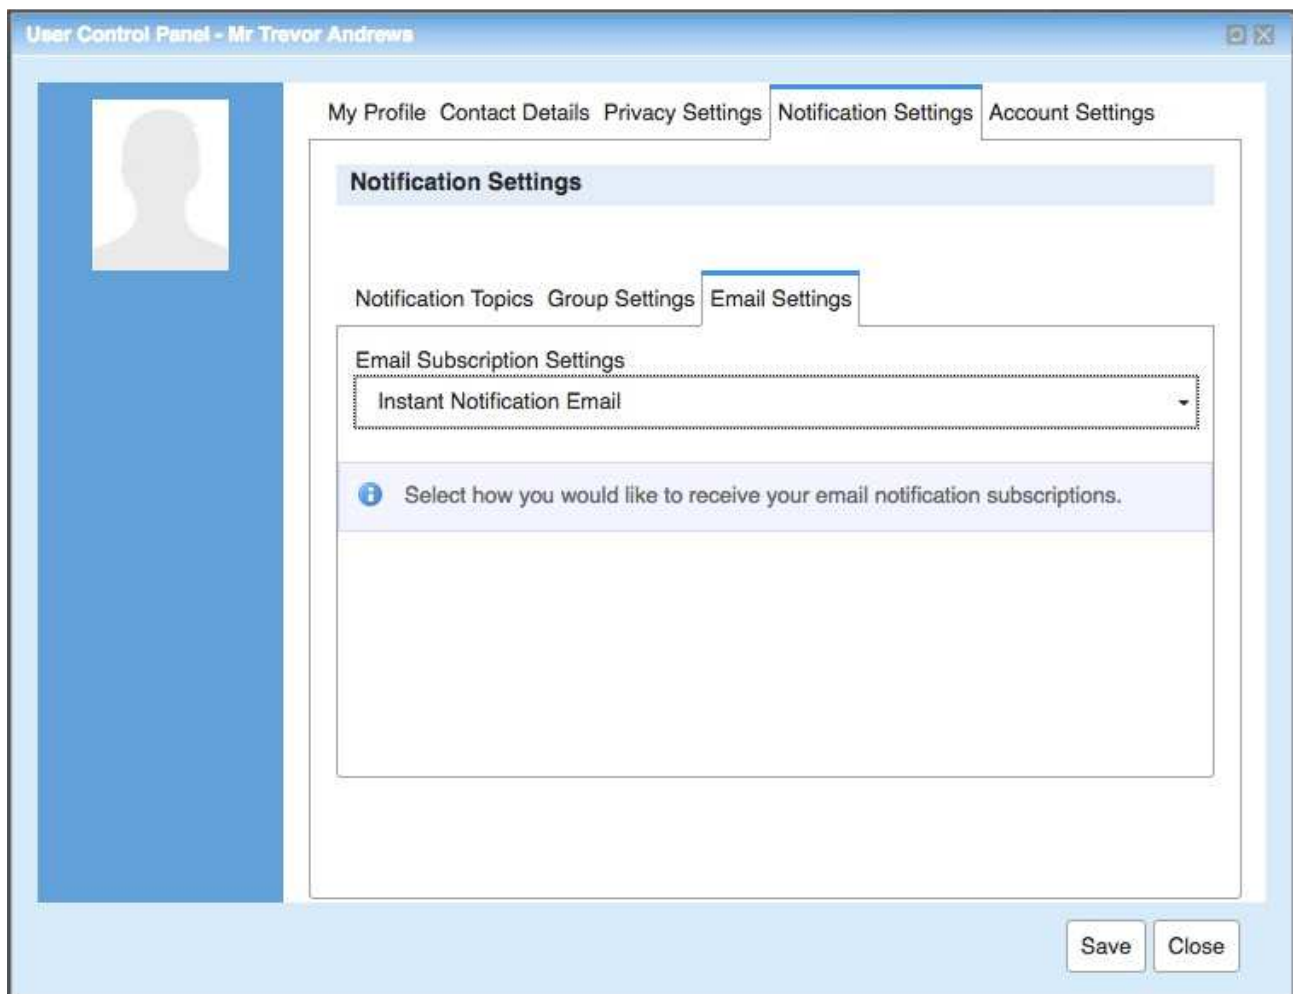 User Control Panel - Mr Trevor Andrews
My Profile Contact Details Privacy Settings Notification Settings Account Settings
Notification Settings
Notification Topics Group Settings Email Settings
Email Subscription Settings
Instant Notification Email
Select how you would like to receive your email notification subscriptions.
Save Close